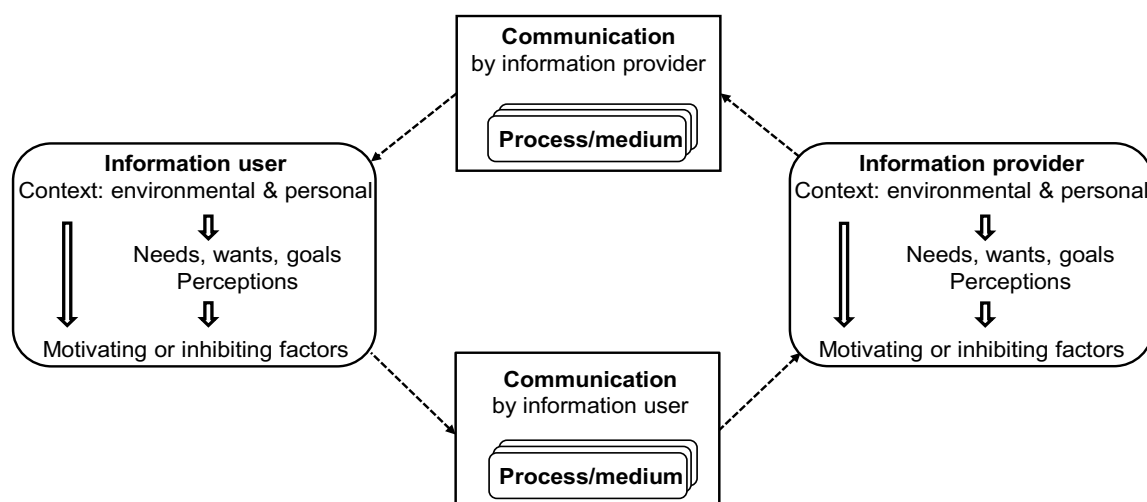 Communication
by information provider
Process/medium
Information user
Context: environmental & personal
Needs, wants, goals
Perceptions
Motivating or inhibiting factors
Information provider
Context: environmental & personal
Needs, wants, goals
Perceptions
Motivating or inhibiting factors
Communication
by information user
Process/medium